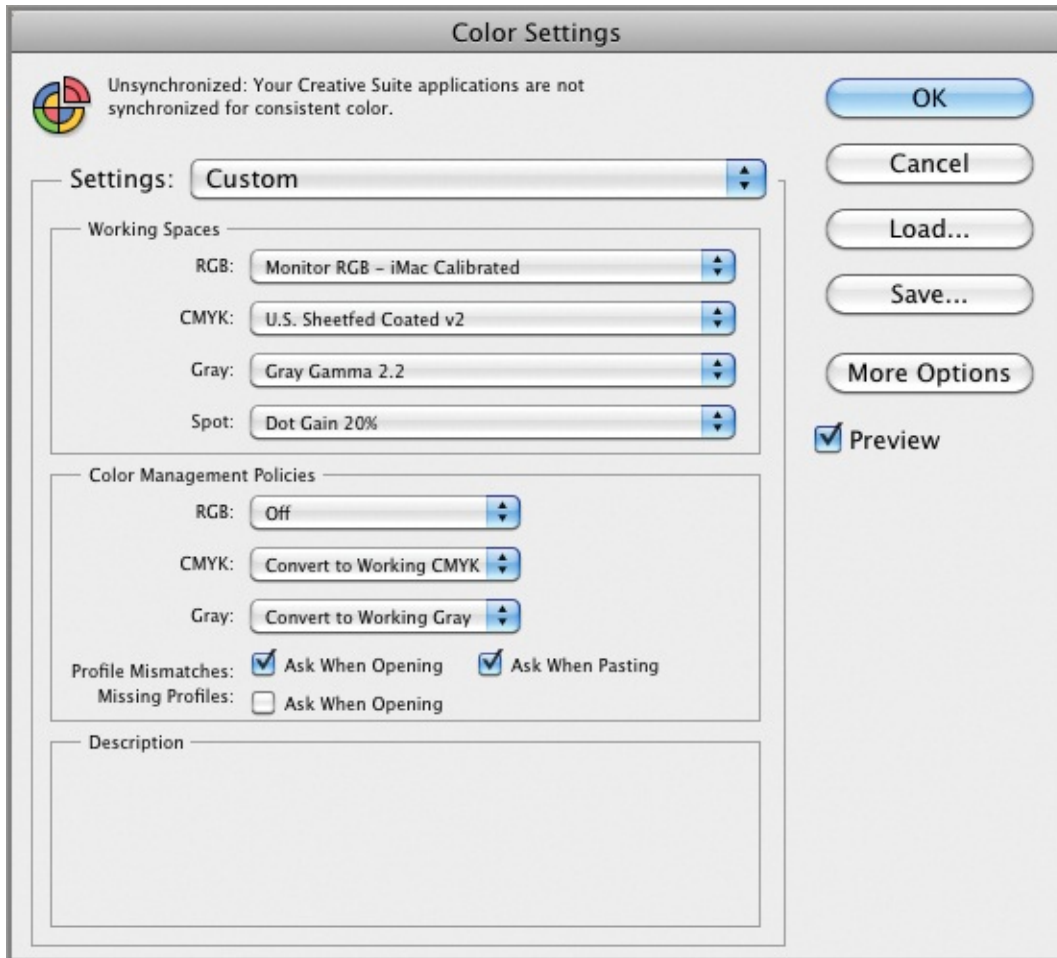 Color Settings
Unsynchronized: Your Creative Suite applications are not
synchronized for consistent color.
Settings: Custom
Working Spaces
RGB: Monitor RGB – iMac Calibrated
CMYK: U.S. Sheetfed Coated v2
Gray: Gray Gamma 2.2
Spot: Dot Gain 20%
Color Management Policies
RGB: Off
CMYK: Convert to Working CMYK
Gray: Convert to Working Gray
Profile Mismatches: Ask When Opening Ask When Pasting
Missing Profiles: Ask When Opening
Description
OK
Cancel
Load...
Save...
More Options
Preview